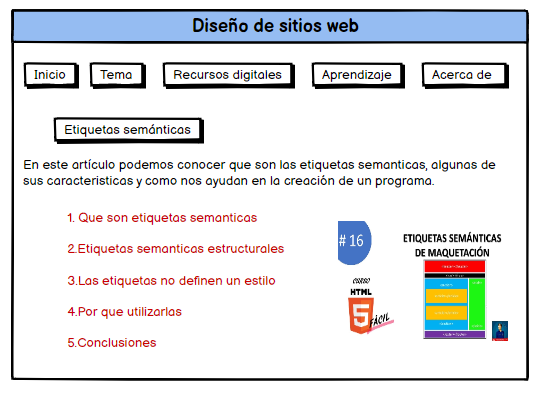 Diseño de sitios web
Inicio
Tema
Recursos digitales
Aprendizaje
Acerca de
Etiquetas semánticas
En este artículo podemos conocer que son las etiquetas semanticas, algunas de
sus caracteristicas y como nos ayudan en la creación de un programa.
1. Que son etiquetas semanticas
2.Etiquetas semanticas estructurales
3.Las etiquetas no definen un estilo
4.Por que utilizarlas
5.Conclusiones
# 16
ETIQUETAS SEMÁNTICAS
DE MAQUETACIÓN
CURSO
HTML
5
FÁCIL